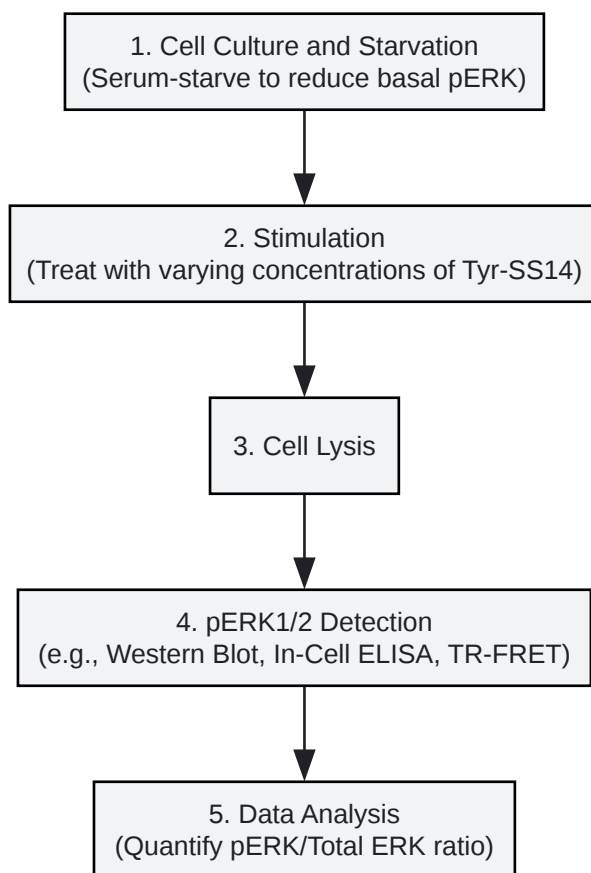 1. Cell Culture and Starvation
(Serum-starve to reduce basal pERK)
2. Stimulation
(Treat with varying concentrations of Tyr-SS14)
3. Cell Lysis
4. pERK1/2 Detection
(e.g., Western Blot, In-Cell ELISA, TR-FRET)
5. Data Analysis
(Quantify pERK/Total ERK ratio)